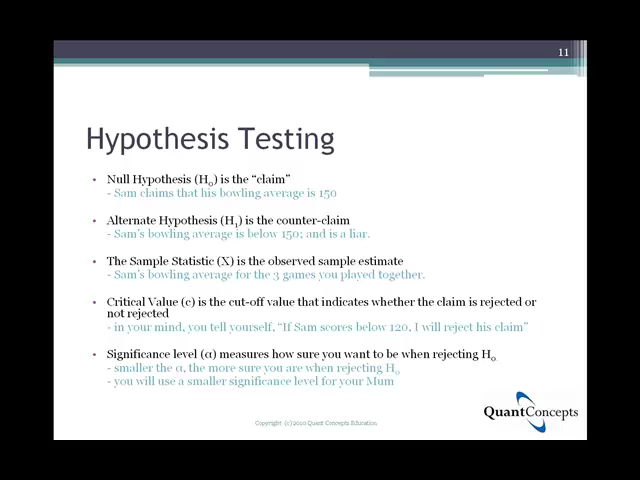 11
Hypothesis Testing
• Null Hypothesis (H0) is the “claim”
- Sam claims that his bowling average is 150
• Alternate Hypothesis (H1) is the counter-claim
- Sam’s bowling average is below 150; and is a liar.
• The Sample Statistic (X) is the observed sample estimate
- Sam’s bowling average for the 3 games you played together.
• Critical Value (c) is the cut-off value that indicates whether the claim is rejected or
not rejected
- in your mind, you tell yourself, “If Sam scores below 120, I will reject his claim”
• Significance level (α) measures how sure you want to be when rejecting H0
- smaller the α, the more sure you are when rejecting H0
- you will use a smaller significance level for your Mum
QuantConcepts
Copyright (c) 2010 Quant Concepts Education